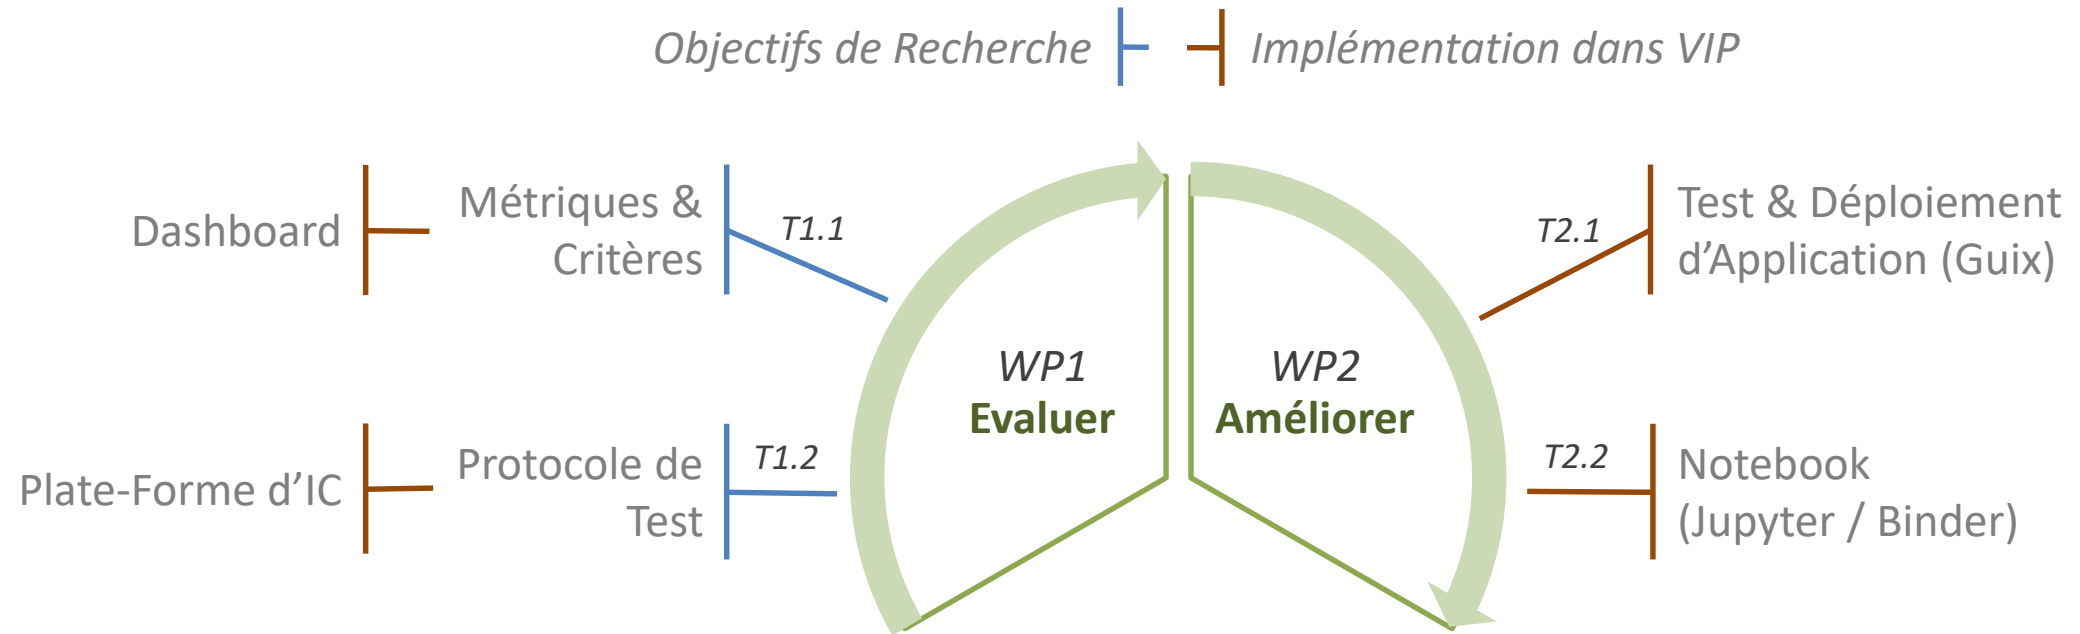 Objectifs de Recherche
Implémentation dans VIP
Dashboard
Métriques &
Critères
T1.1
Plate-Forme d’IC
Protocole de
Test
T1.2
WP1
Evaluer
WP2
Améliorer
T2.1
Test & Déploiement
d’Application (Guix)
T2.2
Notebook
(Jupyter / Binder)